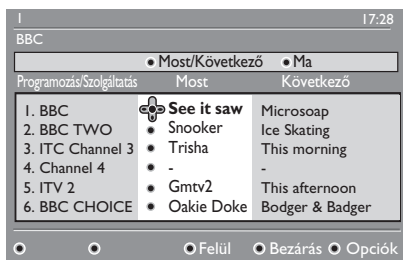 I 17:28
BBC
Most/Következő Ma
Programozás/Szolgáltatás Most Következő
1. BBC See it saw Microsoap
2. BBC TWO Snooker Ice Skating
3. ITC Channel 3 Trisha This morning
4. Channel 4 - -
5. ITV 2 Gmtv2 This afternoon
6. BBC CHOICE Oakie Doke Bodger & Badger
Felül Bezárás Opciók